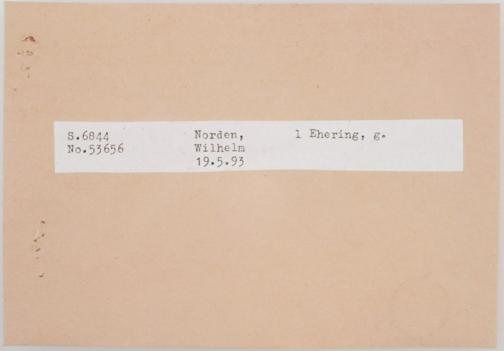 S.6844 Norden, 1 Ehering, g.
No.53656 Wilhelm
19.5.93